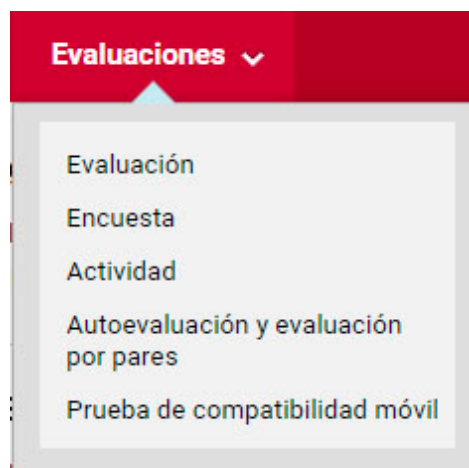 Evaluaciones
Evaluación
Encuesta
Actividad
Autoevaluación y evaluación
por pares
Prueba de compatibilidad móvil